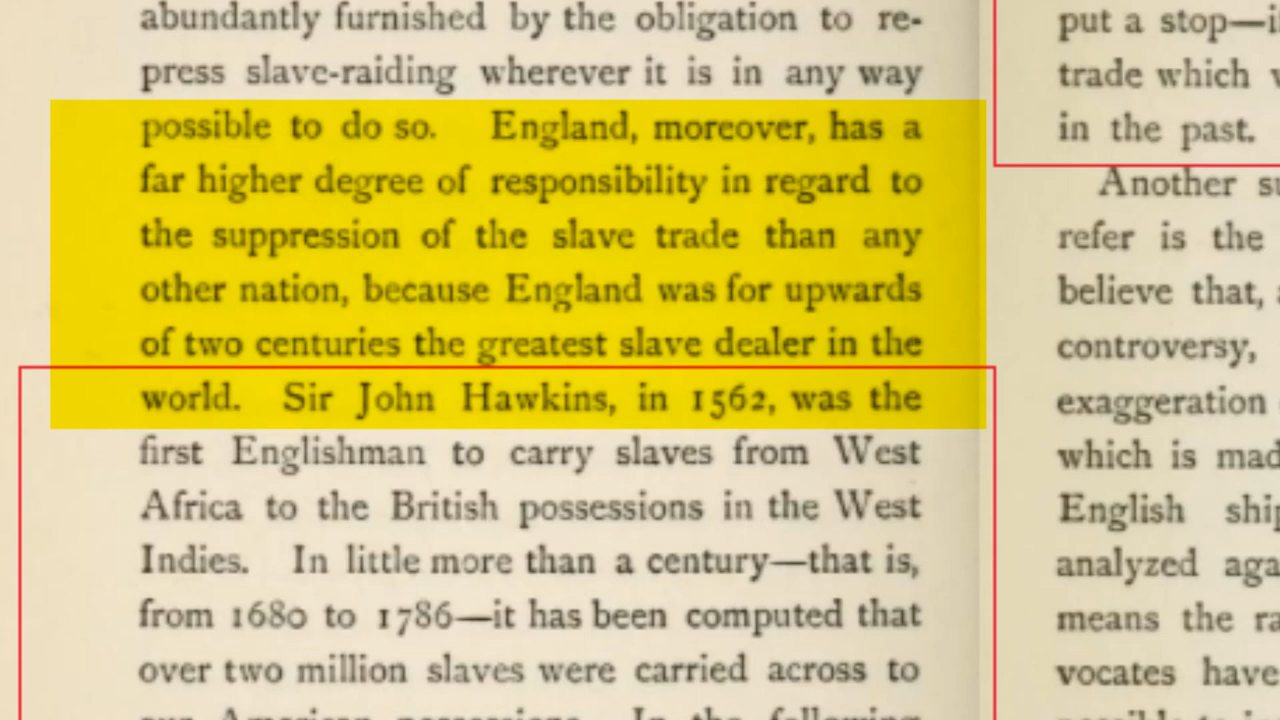 abundantly furnished by the obligation to re-
press slave-raiding wherever it is in any way
possible to do so. England, moreover, has a
far higher degree of responsibility in regard to
the suppression of the slave trade than any
other nation, because England was for upwards
of two centuries the greatest slave dealer in the
world. Sir John Hawkins, in 1562, was the
first Englishman to carry slaves from West
Africa to the British possessions in the West
Indies. In little more than a century—that is,
from 1680 to 1786—it has been computed that
over two million slaves were carried across to
our American possessions. In the following
put a stop—
trade which
in the past.
Another
refer is the
believe that,
controversy,
exaggeration
which is
English
analyzed
means the
vocates have